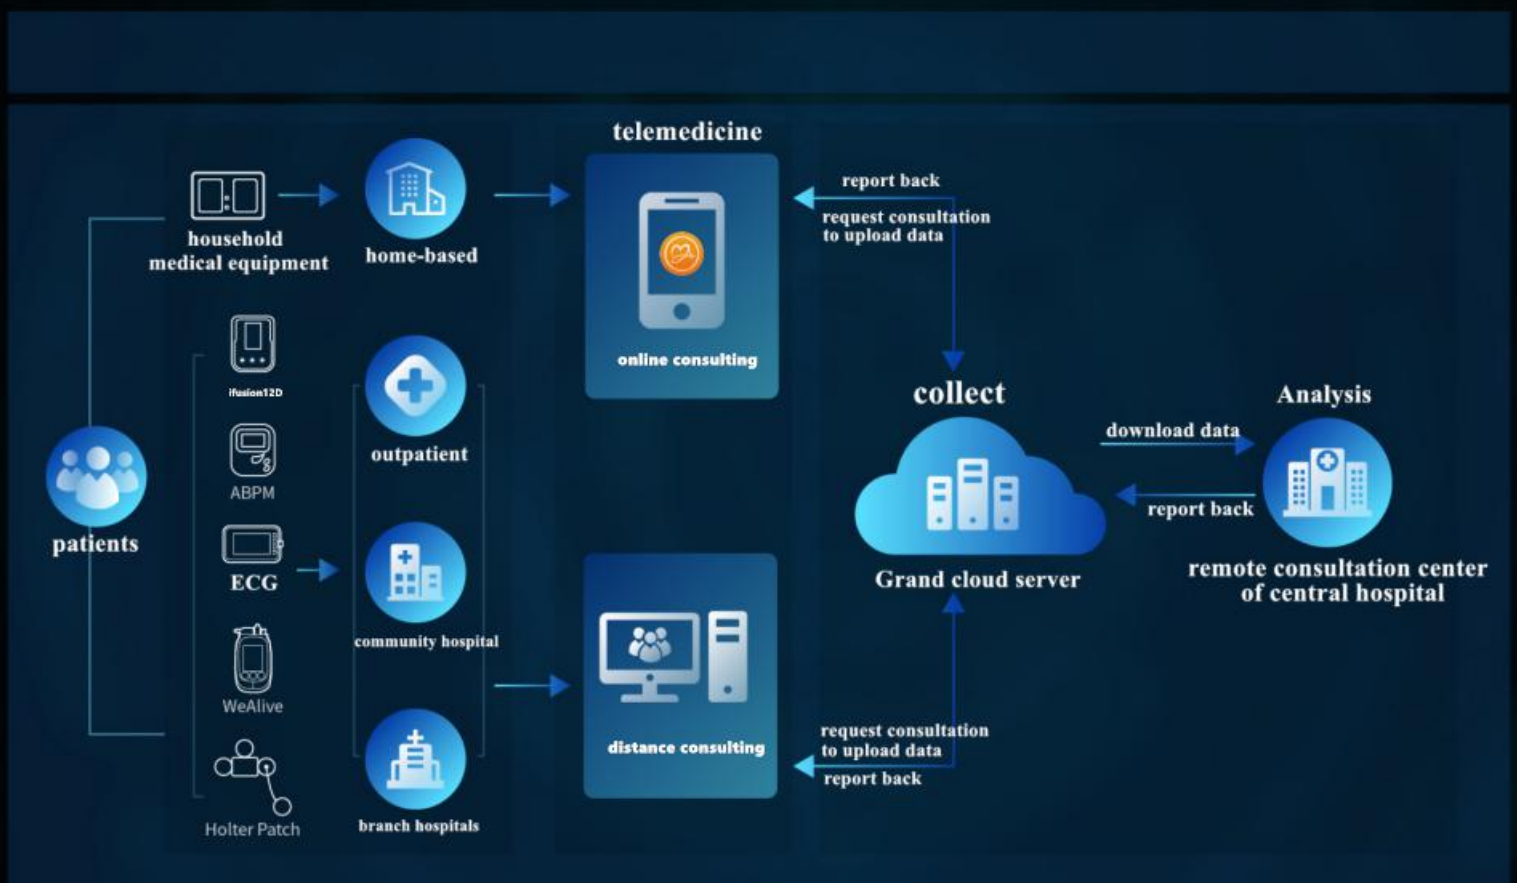 telemedicine
household
medical equipment
home-based
online consulting
report back
request consultation
to upload data
ifusion12D
ABPM
ECG
WeAlive
Holter Patch
patients
outpatient
community hospital
branch hospitals
distance consulting
request consultation
to upload data
report back
collect
Grand cloud server
download data
report back
Analysis
remote consultation center
of central hospital